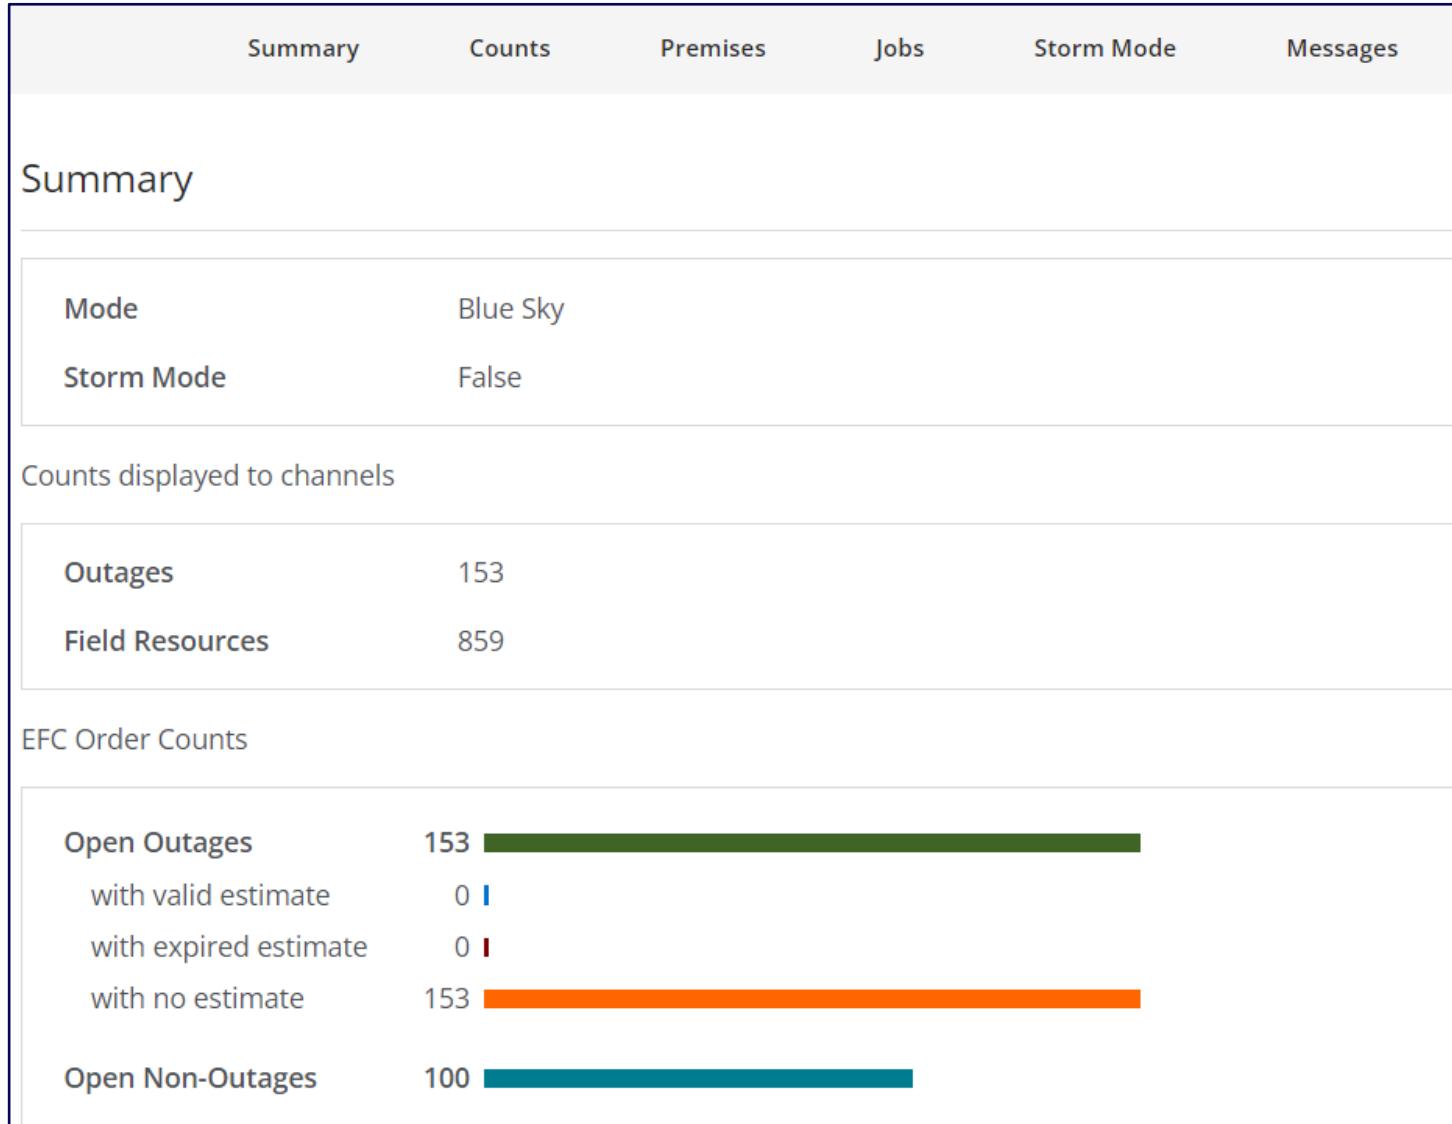 Summary Counts Premises Jobs Storm Mode Messages
Summary
Mode Blue Sky
Storm Mode False
Counts displayed to channels
Outages 153
Field Resources 859
EFC Order Counts
Open Outages 153
with valid estimate 0
with expired estimate 0
with no estimate 153
Open Non-Outages 100